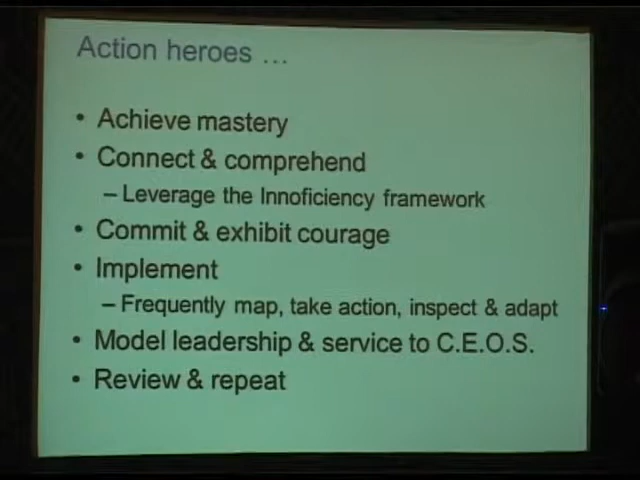 Action heroes ...
• Achieve mastery
• Connect & comprehend
– Leverage the Innoficiency framework
• Commit & exhibit courage
• Implement
– Frequently map, take action, inspect & adapt
• Model leadership & service to C.E.O.S.
• Review & repeat